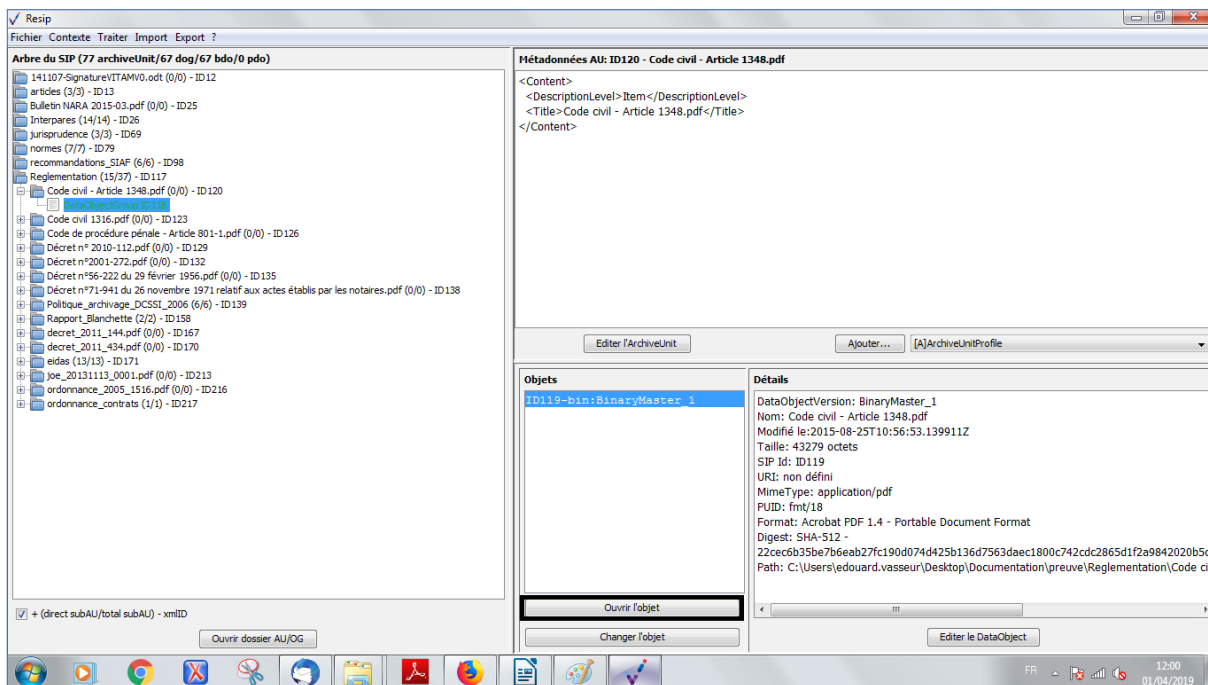 Resip
Fichier Contexte Traiter Import Export ?
Arbre du SIP (77 archiveUnit/67 dog/67 bdo/0 pdo)
141107-SignatureVITAMV0.odt (0/0) - ID12
articles (3/3) - ID13
Bulletin NARA 2015-03.pdf (0/0) - ID25
Interpares (14/14) - ID26
jurisprudence (3/3) - ID69
normes (7/7) - ID79
recommandations_SIAF (6/6) - ID98
Reglementation (15/37) - ID117
Code civil - Article 1348.pdf (0/0) - ID120
DataObjectGroup ID118
Code civil 1316.pdf (0/0) - ID123
Code de procédure pénale - Article 801-1.pdf (0/0) - ID126
Décret n° 2010-112.pdf (0/0) - ID129
Décret n°2001-272.pdf (0/0) - ID132
Décret n°56-222 du 29 février 1956.pdf (0/0) - ID135
Décret n°71-941 du 26 novembre 1971 relatif aux actes établis par les notaires.pdf (0/0) - ID138
Politique_archivage_DCSSI_2006 (6/6) - ID139
Rapport_Blanchette (2/2) - ID158
decret_2011_144.pdf (0/0) - ID167
decret_2011_434.pdf (0/0) - ID170
eidas (13/13) - ID171
joe_20131113_0001.pdf (0/0) - ID213
ordonnance_2005_1516.pdf (0/0) - ID216
ordonnance_contrats (1/1) - ID217
+ (direct subAU/total subAU) - xmlID
Ouvrir dossier AU/OG
Métadonnées AU: ID120 - Code civil - Article 1348.pdf
<Content>
<DescriptionLevel>Item</DescriptionLevel>
<Title>Code civil - Article 1348.pdf</Title>
</Content>
Editer l'ArchiveUnit
Ajouter...
[A]ArchiveUnitProfile
Objets
ID119-bin:BinaryMaster_1
Ouvrir l'objet
Changer l'objet
Détails
DataObjectVersion: BinaryMaster_1
Nom: Code civil - Article 1348.pdf
Modifié le:2015-08-25T10:56:53.139911Z
Taille: 43279 octets
SIP Id: ID119
URI: non défini
MimeType: application/pdf
PUID: fmt/18
Format: Acrobat PDF 1.4 - Portable Document Format
Digest: SHA-512 -
22cec6b35be7b6eab27fc190d074d425b136d7563daec1800c742cdc2865d1f2a9842020b5c
Path: C:\Users\edouard.vasseur\Desktop\Documentation\preuve\Reglementation\Code ci
Editer le DataObject
FR
12:00
01/04/2019